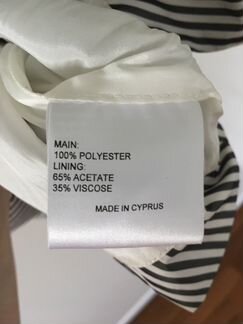 MAIN:
100% POLYESTER
LINING:
65% ACETATE
35% VISCOSE
MADE IN CYPRUS